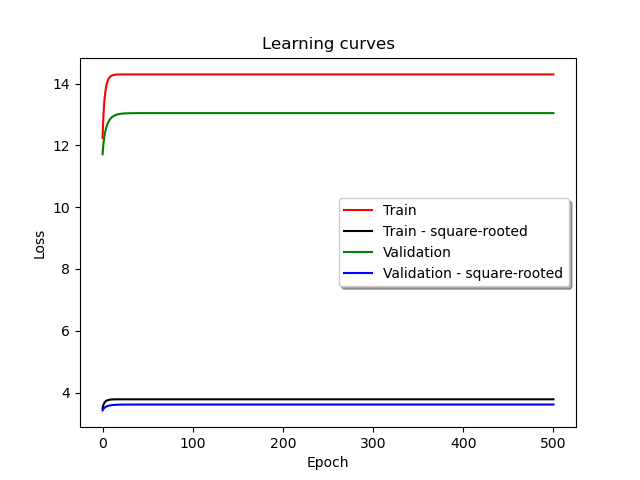 Learning curves
Loss
14
12
10
8
6
4
Train
Train - square-rooted
Validation
Validation - square-rooted
0 100 200 300 400 500
Epoch